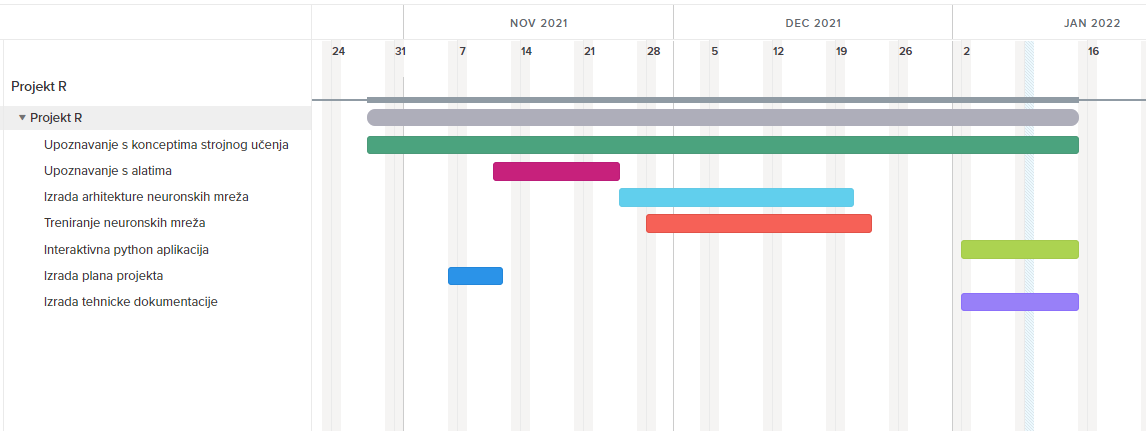 NOV 2021 DEC 2021 JAN 2022
24 31 7 14 21 28 5 12 19 26 2 16
Projekt R
Projekt R
Upoznavanje s konceptima strojnog učenja
Upoznavanje s alatima
Izrada arhitekture neuronskih mreža
Treniranje neuronskih mreža
Interaktivna python aplikacija
Izrada plana projekta
Izrada tehnicke dokumentacije